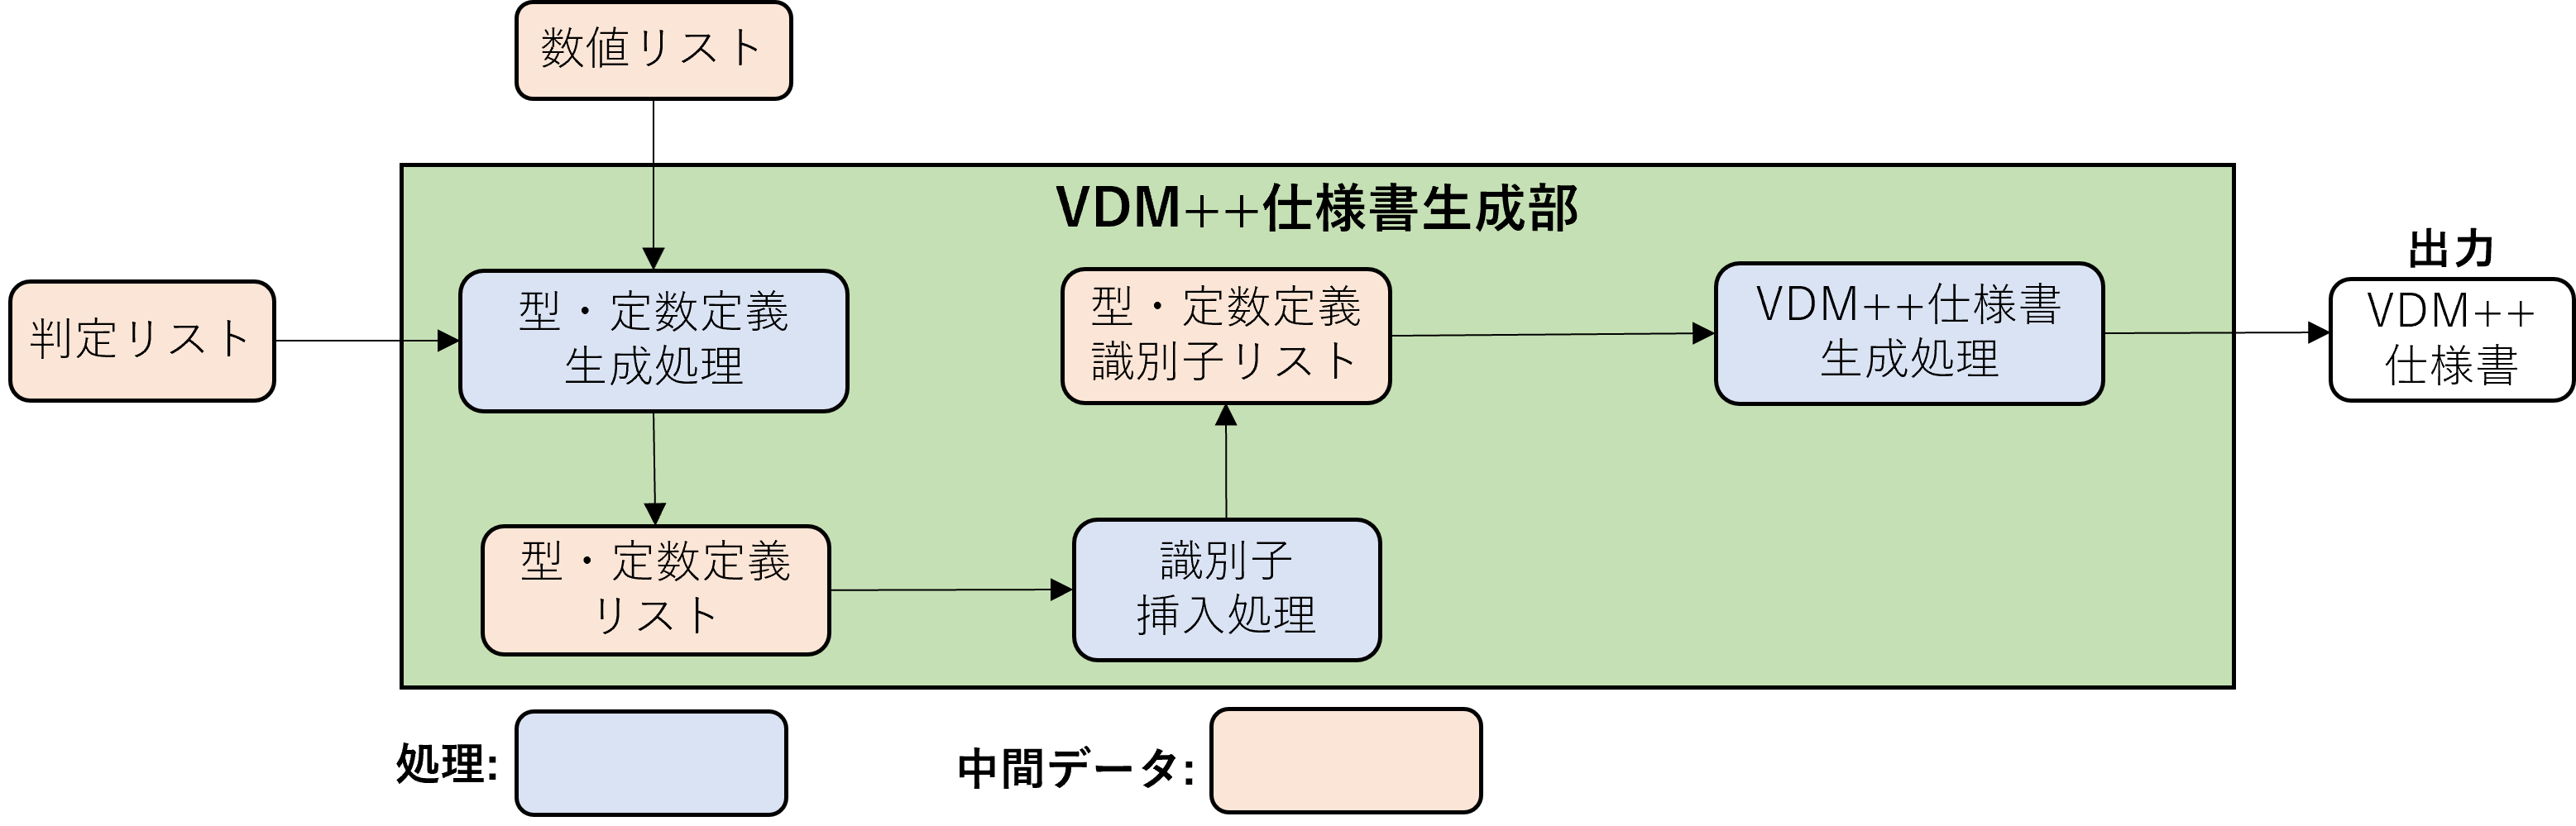 数値リスト
VDM++仕様書生成部
判定リスト
型・定数定義
生成処理
型・定数定義
識別子リスト
VDM++仕様書
生成処理
出力
VDM++
仕様書
型・定数定義
リスト
識別子
挿入処理
処理:
中間データ: